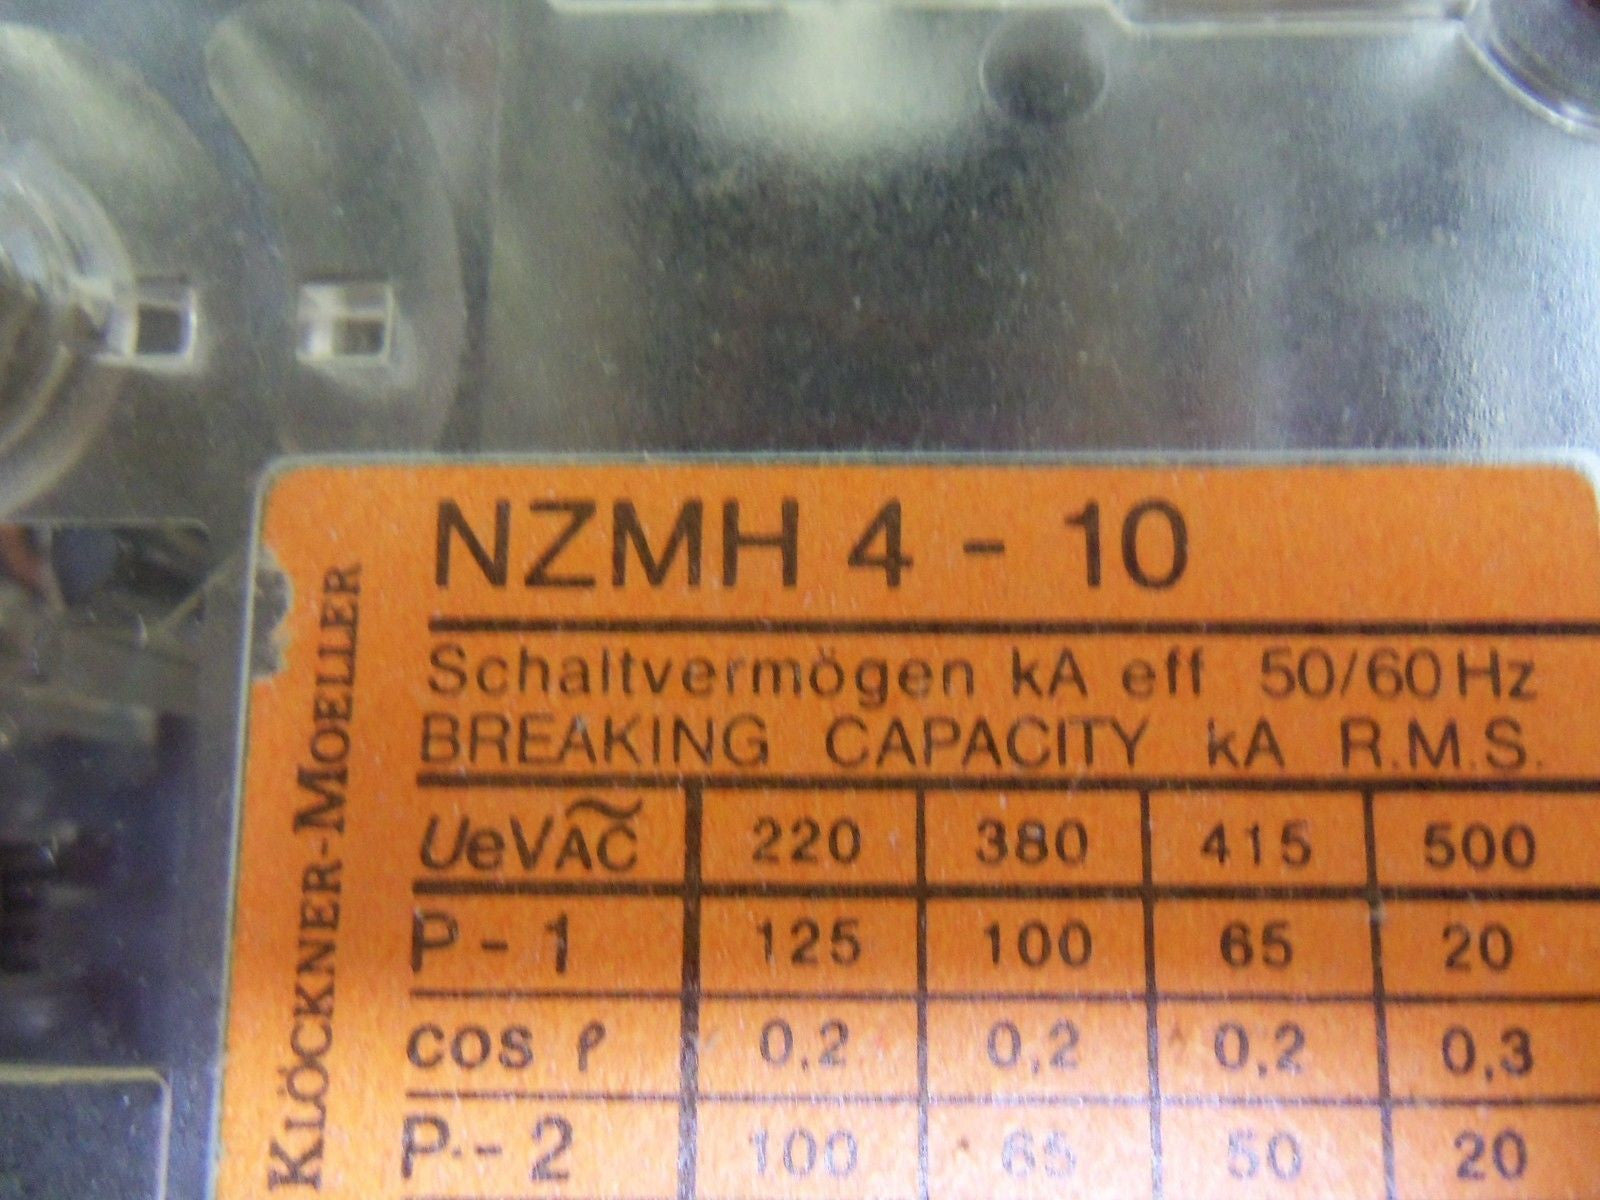 NZMH 4 - 10
Schaltvermögen kA eff 50/60 Hz
BREAKING CAPACITY kA R.M.S.
UeVAC~ 220 380 415 500
P - 1 125 100 65 20
cos ρ 0,2 0,2 0,2 0,3
P - 2 100 65 50 20
KLÖCKNER-MOELLER